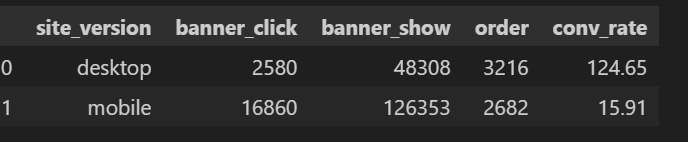 site_version banner_click banner_show order conv_rate
0 desktop 2580 48308 3216 124.65
1 mobile 16860 126353 2682 15.91